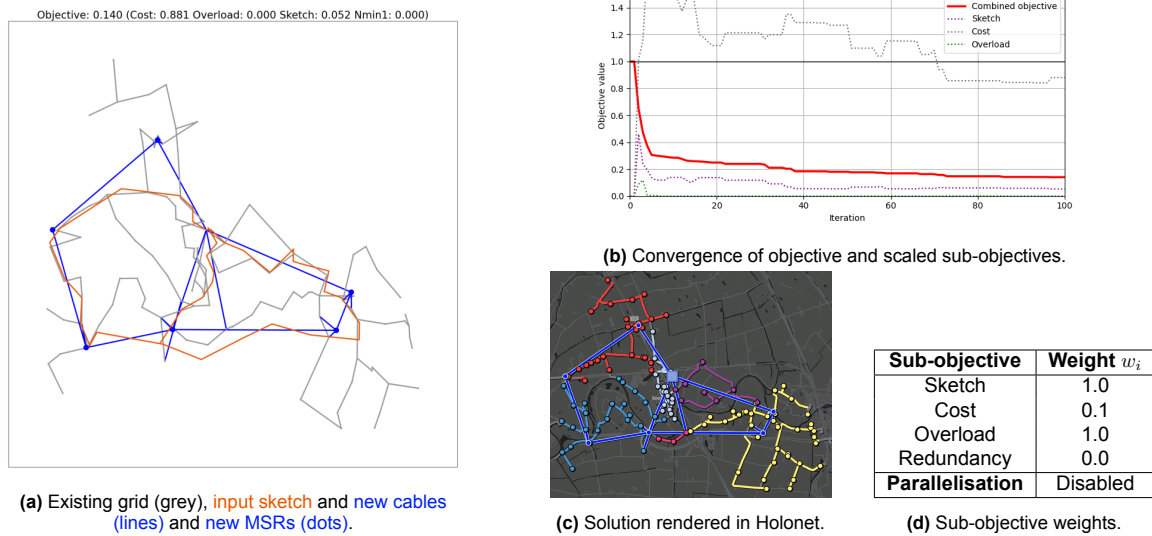 Objective: 0.140 (Cost: 0.881 Overload: 0.000 Sketch: 0.052 Nmin1: 0.000)
(a) Existing grid (grey), input sketch and new cables
(lines) and new MSRs (dots).
Combined objective
Sketch
Cost
Overload
Objective value
1.4
1.2
1.0
0.8
0.6
0.4
0.2
0.0
0 20 40 60 80 100
Iteration
(b) Convergence of objective and scaled sub-objectives.
(c) Solution rendered in Holonet.
Sub-objective Weight wᵢ
Sketch 1.0
Cost 0.1
Overload 1.0
Redundancy 0.0
Parallelisation Disabled
(d) Sub-objective weights.